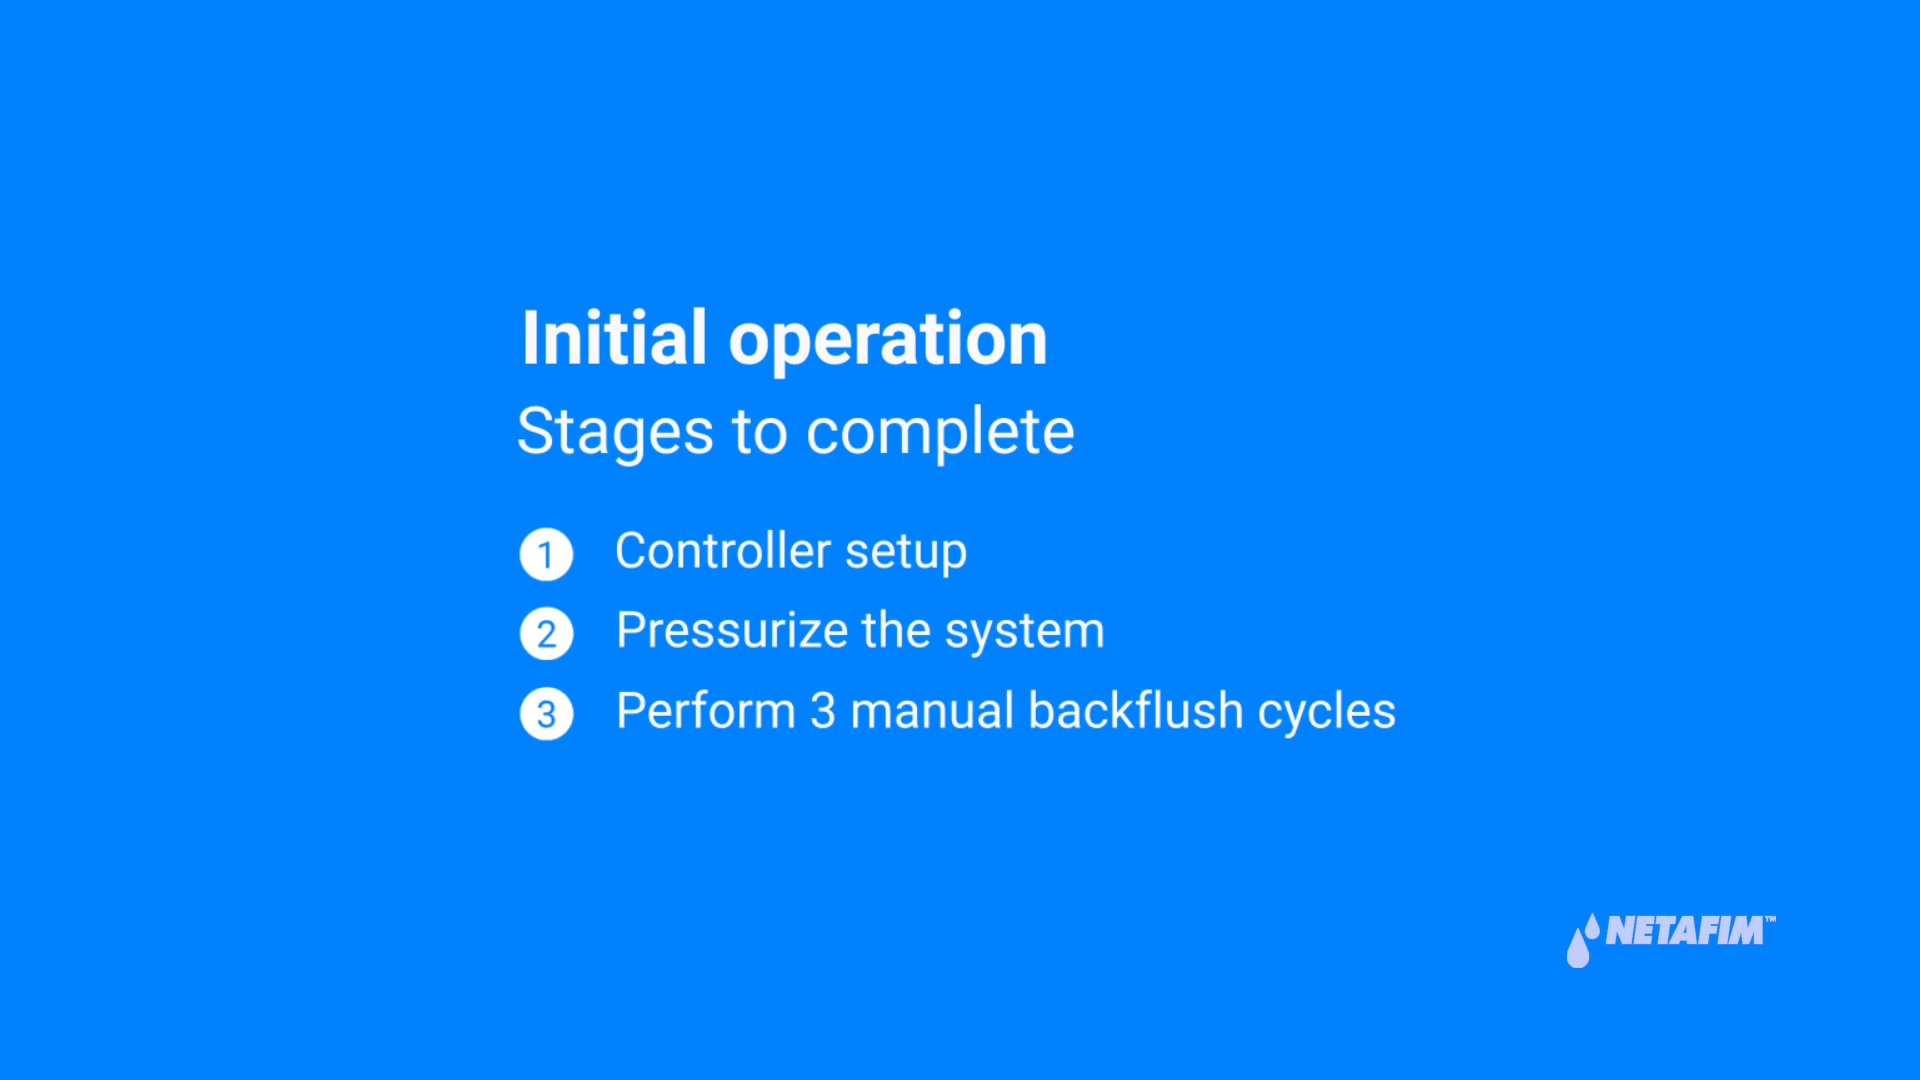 Initial operation
Stages to complete
1 Controller setup
2 Pressurize the system
3 Perform 3 manual backflush cycles
NETAFIM™